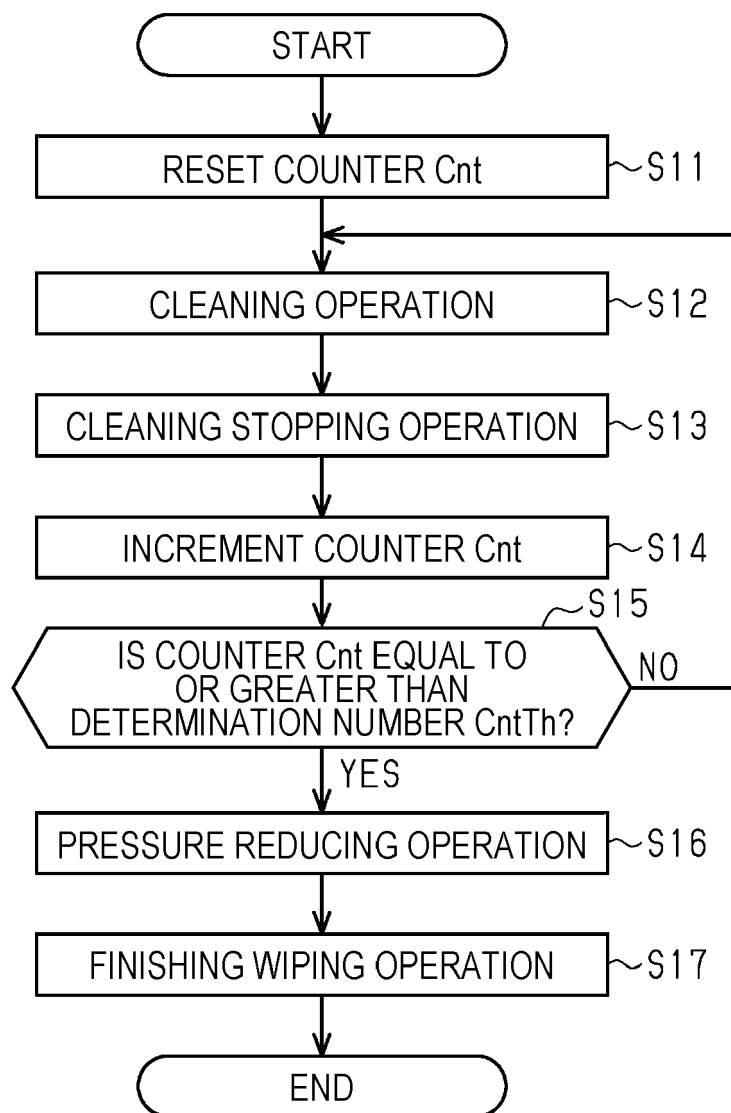 START
RESET COUNTER Cnt
S11
CLEANING OPERATION
S12
CLEANING STOPPING OPERATION
S13
INCREMENT COUNTER Cnt
S14
S15
IS COUNTER Cnt EQUAL TO
OR GREATER THAN
DETERMINATION NUMBER CntTh?
NO
YES
PRESSURE REDUCING OPERATION
S16
FINISHING WIPING OPERATION
S17
END